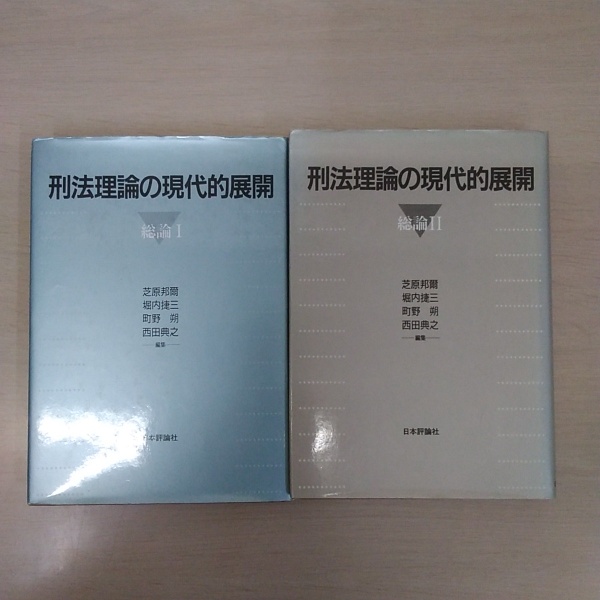 刑法理論の現代的展開
総論Ⅰ
芝原邦爾
堀内捷三
町野 朔
西田典之
編集
日本評論社
刑法理論の現代的展開
総論Ⅱ
芝原邦爾
堀内捷三
町野 朔
西田典之
編集
日本評論社